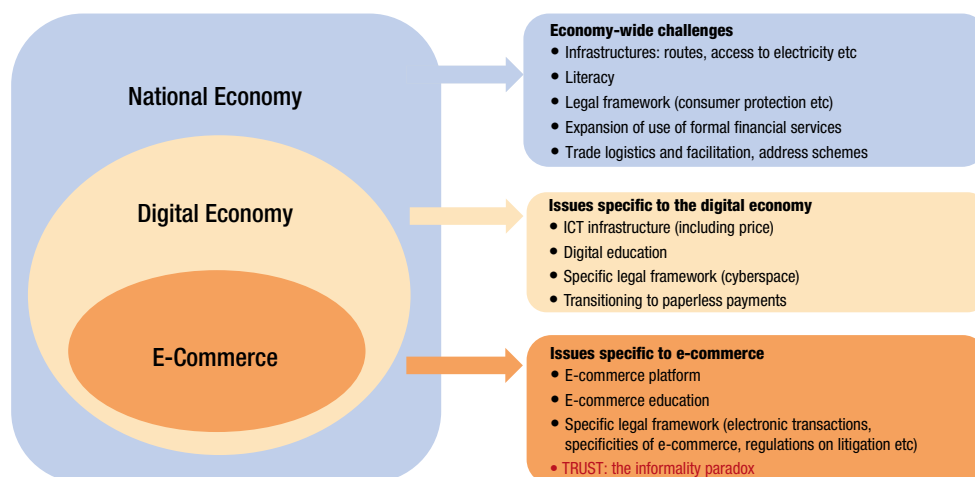 National Economy
Digital Economy
E-Commerce
Economy-wide challenges
• Infrastructures: routes, access to electricity etc
• Literacy
• Legal framework (consumer protection etc)
• Expansion of use of formal financial services
• Trade logistics and facilitation, address schemes
Issues specific to the digital economy
• ICT infrastructure (including price)
• Digital education
• Specific legal framework (cyberspace)
• Transitioning to paperless payments
Issues specific to e-commerce
• E-commerce platform
• E-commerce education
• Specific legal framework (electronic transactions,
specificities of e-commerce, regulations on litigation etc)
• TRUST: the informality paradox